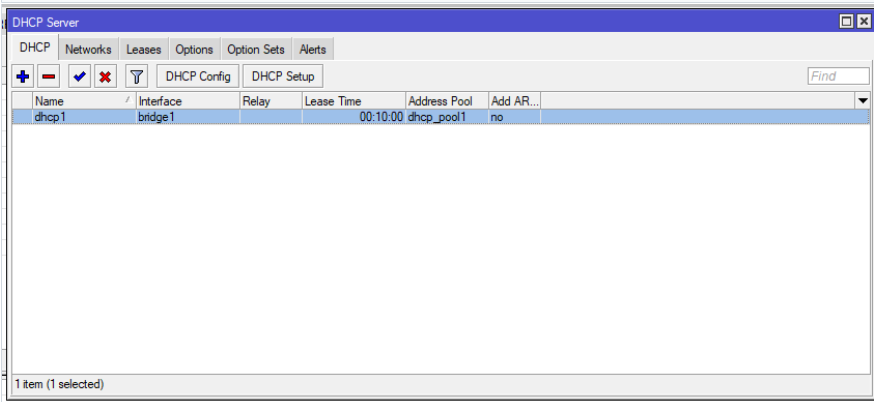 DHCP Server
DHCP Networks Leases Options Option Sets Alerts
DHCP Config DHCP Setup Find
Name / Interface Relay Lease Time Address Pool Add AR...
dhcp1 bridge1 00:10:00 dhcp_pool1 no
1 item (1 selected)